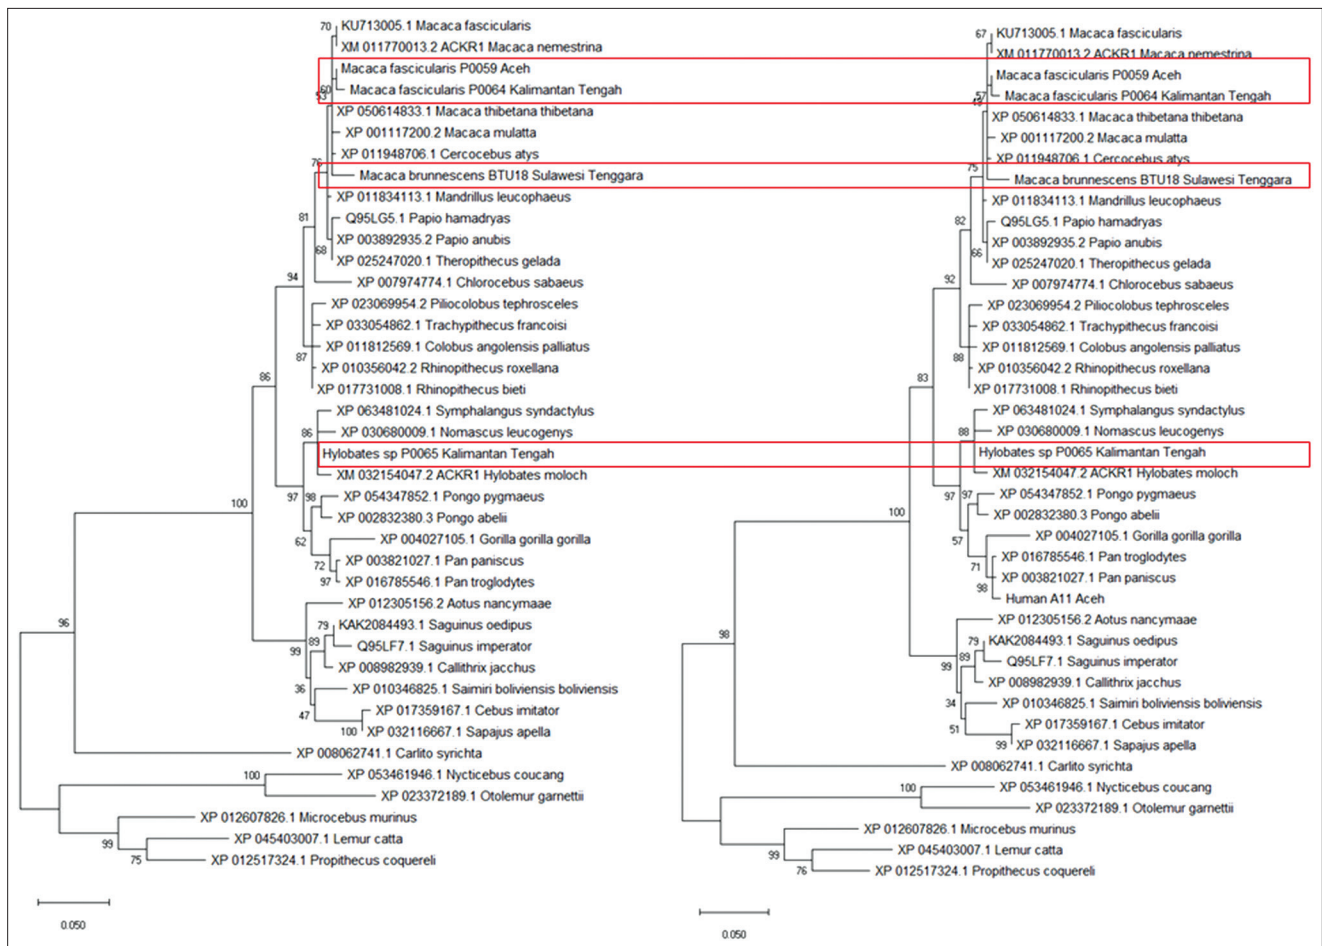 70
KU713005.1 Macaca fascicularis
XM 011770013.2 ACKR1 Macaca nemestrina
Macaca fascicularis P0059 Aceh
60
Macaca fascicularis P0064 Kalimantan Tengah
53
XP 050614833.1 Macaca thibetana thibetana
XP 001117200.2 Macaca mulatta
XP 011948706.1 Cercocebus atys
76
Macaca brunnescens BTU18 Sulawesi Tenggara
XP 011834113.1 Mandrillus leucophaeus
81
Q95LG5.1 Papio hamadryas
XP 003892935.2 Papio anubis
68
XP 025247020.1 Theropithecus gelada
94
XP 007974774.1 Chlorocebus sabaeus
XP 023069954.2 Piliocolobus tephrosceles
XP 033054862.1 Trachypithecus francoisi
XP 011812569.1 Colobus angolensis palliatus
87
XP 010356042.2 Rhinopithecus roxellana
86
XP 017731008.1 Rhinopithecus bieti
XP 063481024.1 Symphalangus syndactylus
86
XP 030680009.1 Nomascus leucogenys
Hylobates sp P0065 Kalimantan Tengah
XM 032154047.2 ACKR1 Hylobates moloch
97
98
XP 054347852.1 Pongo pygmaeus
100
XP 002832380.3 Pongo abelii
62
XP 004027105.1 Gorilla gorilla gorilla
72
XP 003821027.1 Pan paniscus
97
XP 016785546.1 Pan troglodytes
XP 012305156.2 Aotus nancymaae
96
79
KAK2084493.1 Saguinus oedipus
99
89
Q95LF7.1 Saguinus imperator
XP 008982939.1 Callithrix jacchus
36
XP 010346825.1 Saimiri boliviensis boliviensis
47
XP 017359167.1 Cebus imitator
100
XP 032116667.1 Sapajus apella
XP 008062741.1 Carlito syrichta
100
XP 053461946.1 Nycticebus coucang
XP 023372189.1 Otolemur garnettii
XP 012607826.1 Microcebus murinus
99
XP 045403007.1 Lemur catta
75
XP 012517324.1 Propithecus coquereli
0.050
67
KU713005.1 Macaca fascicularis
XM 011770013.2 ACKR1 Macaca nemestrina
Macaca fascicularis P0059 Aceh
57
Macaca fascicularis P0064 Kalimantan Tengah
XP 050614833.1 Macaca thibetana thibetana
XP 001117200.2 Macaca mulatta
XP 011948706.1 Cercocebus atys
75
Macaca brunnescens BTU18 Sulawesi Tenggara
XP 011834113.1 Mandrillus leucophaeus
82
Q95LG5.1 Papio hamadryas
XP 003892935.2 Papio anubis
66
XP 025247020.1 Theropithecus gelada
92
XP 007974774.1 Chlorocebus sabaeus
XP 023069954.2 Piliocolobus tephrosceles
XP 033054862.1 Trachypithecus francoisi
XP 011812569.1 Colobus angolensis palliatus
88
XP 010356042.2 Rhinopithecus roxellana
83
XP 017731008.1 Rhinopithecus bieti
XP 063481024.1 Symphalangus syndactylus
88
XP 030680009.1 Nomascus leucogenys
Hylobates sp P0065 Kalimantan Tengah
XM 032154047.2 ACKR1 Hylobates moloch
97
97
XP 054347852.1 Pongo pygmaeus
100
XP 002832380.3 Pongo abelii
57
XP 004027105.1 Gorilla gorilla gorilla
XP 016785546.1 Pan troglodytes
71
XP 003821027.1 Pan paniscus
98
Human A11 Aceh
XP 012305156.2 Aotus nancymaae
98
79
KAK2084493.1 Saguinus oedipus
99
89
Q95LF7.1 Saguinus imperator
XP 008982939.1 Callithrix jacchus
34
XP 010346825.1 Saimiri boliviensis boliviensis
51
XP 017359167.1 Cebus imitator
99
XP 032116667.1 Sapajus apella
XP 008062741.1 Carlito syrichta
100
XP 053461946.1 Nycticebus coucang
XP 023372189.1 Otolemur garnettii
XP 012607826.1 Microcebus murinus
99
XP 045403007.1 Lemur catta
76
XP 012517324.1 Propithecus coquereli
0.050